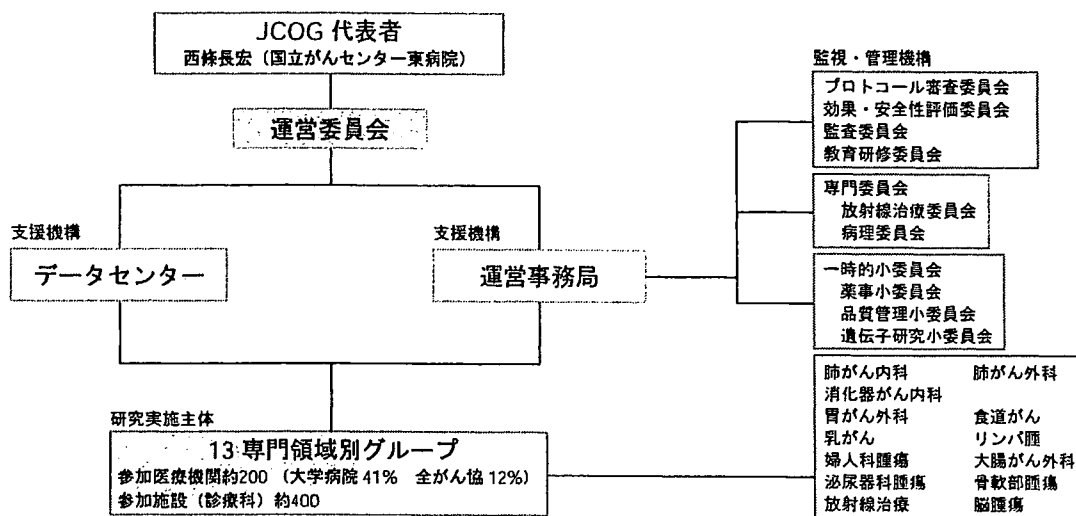 JCOG 代表者
西條長宏（国立がんセンター東病院）
運営委員会
支援機構
データセンター
支援機構
運営事務局
監視・管理機構
プロトコール審査委員会
効果・安全性評価委員会
監査委員会
教育研修委員会
専門委員会
放射線治療委員会
病理委員会
一時的小委員会
薬事小委員会
品質管理小委員会
遺伝子研究小委員会
研究実施主体
13 専門領域別グループ
参加医療機関約200 （大学病院 41% 全がん協 12%）
参加施設（診療科）約400
肺がん内科 肺がん外科
消化器がん内科
胃がん外科 食道がん
乳がん リンパ腫
婦人科腫瘍 大腸がん外科
泌尿器科腫瘍 骨軟部腫瘍
放射線治療 脳腫瘍